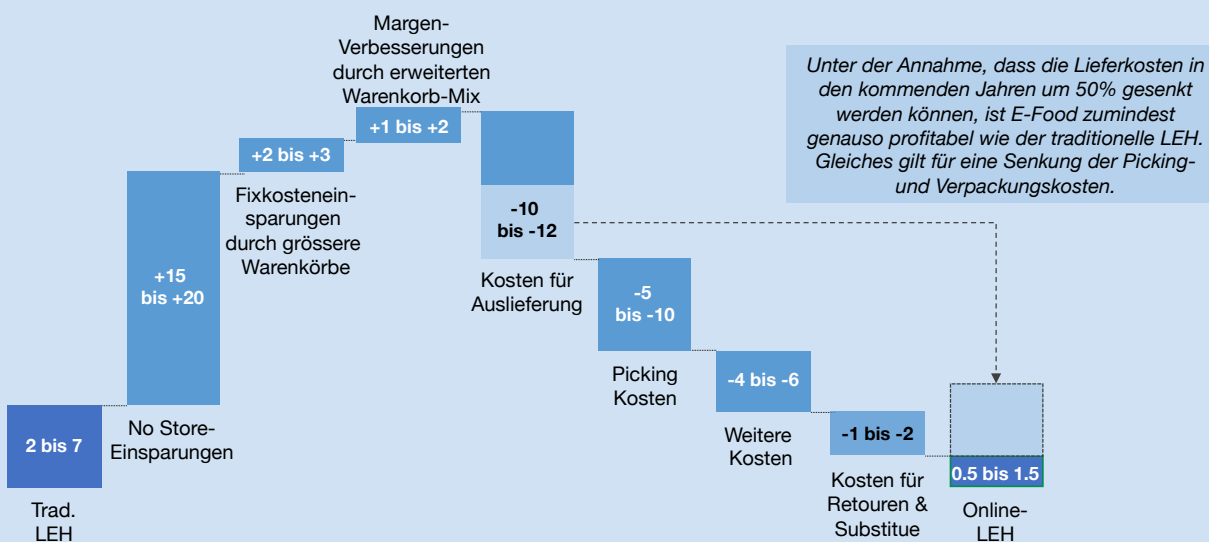 Margen-
Verbesserungen
durch erweiterten
Warenkorb-Mix
Unter der Annahme, dass die Lieferkosten in
den kommenden Jahren um 50% gesenkt
werden können, ist E-Food zumindest
genauso profitabel wie der traditionelle LEH.
Gleiches gilt für eine Senkung der Picking-
und Verpackungskosten.
+1 bis +2
+2 bis +3
Fixkostenein-
sparungen
durch grössere
Warenkörbe
+15
bis +20
-10
bis -12
Kosten für
Auslieferung
-5
bis -10
Picking
Kosten
-4 bis -6
Weitere
Kosten
-1 bis -2
Kosten für
Retouren &
Substitue
2 bis 7
No Store-
Einsparungen
Trad.
LEH
0.5 bis 1.5
Online-
LEH